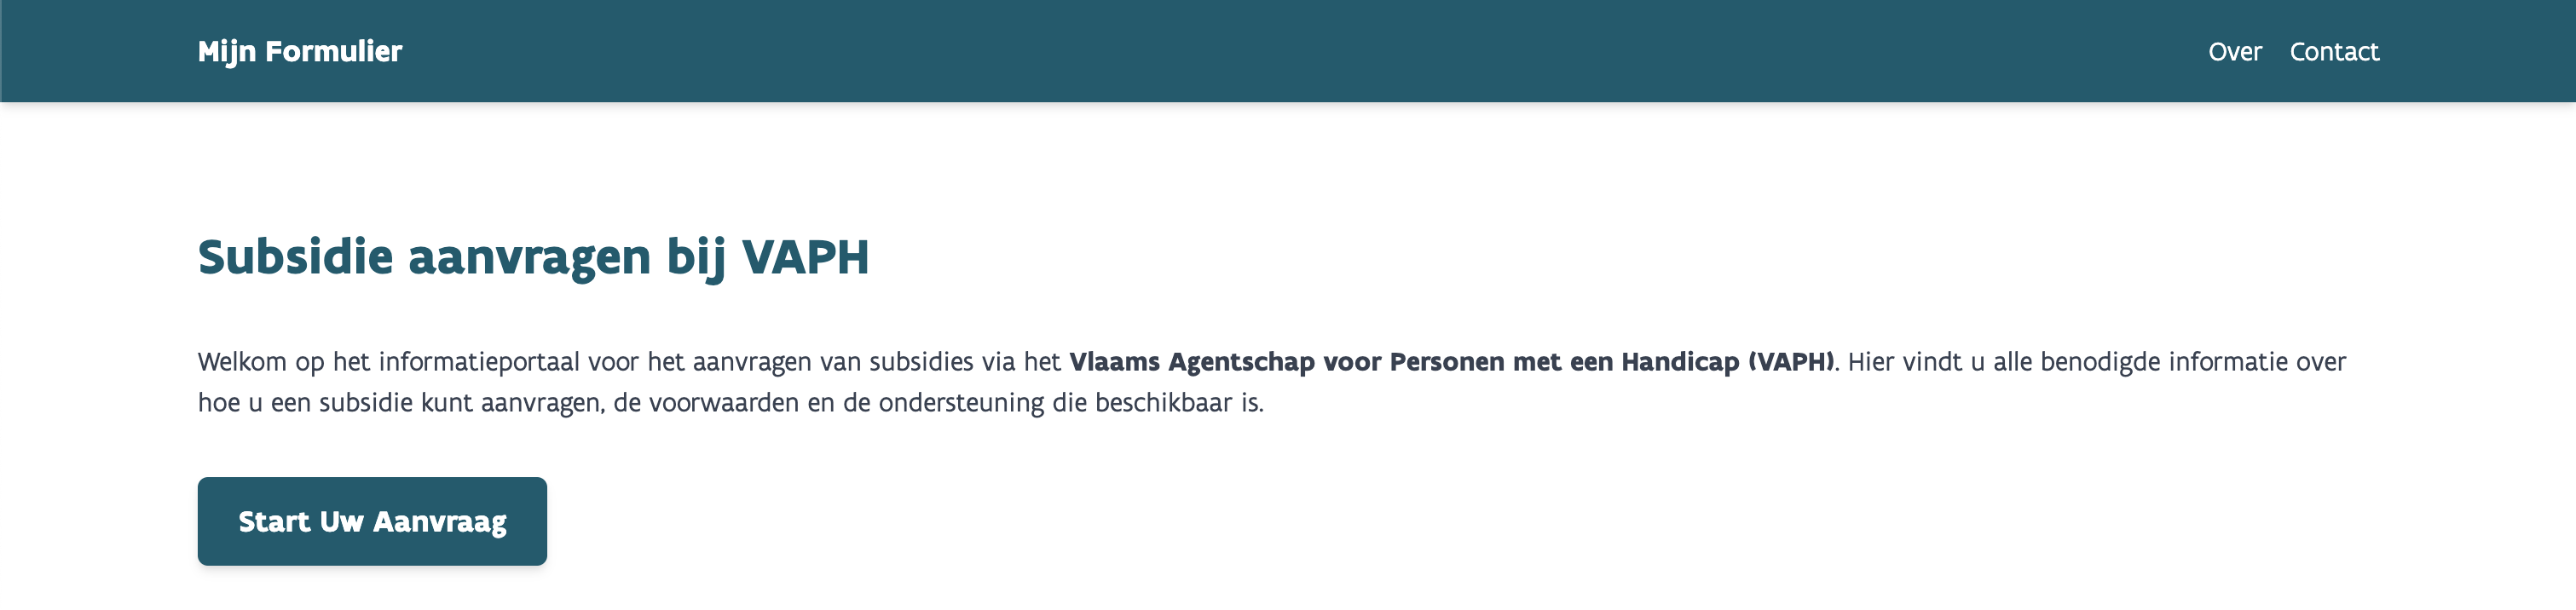 Mijn Formulier
Over Contact
Subsidie aanvragen bij VAPH
Welkom op het informatieportaal voor het aanvragen van subsidies via het Vlaams Agentschap voor Personen met een Handicap (VAPH). Hier vindt u alle benodigde informatie over
hoe u een subsidie kunt aanvragen, de voorwaarden en de ondersteuning die beschikbaar is.
Start Uw Aanvraag